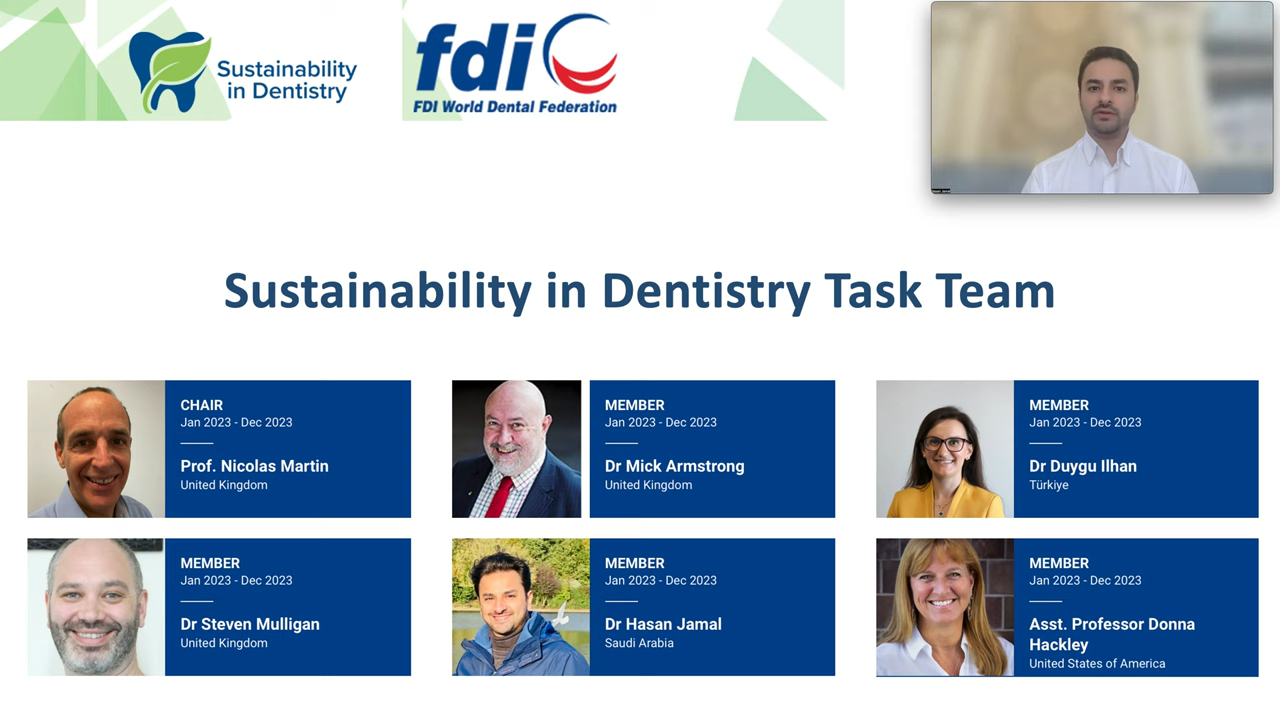 Sustainability
in Dentistry
fdi
FDI World Dental Federation
Sustainability in Dentistry Task Team
CHAIR
Jan 2023 - Dec 2023
Prof. Nicolas Martin
United Kingdom
MEMBER
Jan 2023 - Dec 2023
Dr Mick Armstrong
United Kingdom
MEMBER
Jan 2023 - Dec 2023
Dr Duygu Ilhan
Türkiye
MEMBER
Jan 2023 - Dec 2023
Dr Steven Mulligan
United Kingdom
MEMBER
Jan 2023 - Dec 2023
Dr Hasan Jamal
Saudi Arabia
MEMBER
Jan 2023 - Dec 2023
Asst. Professor Donna
Hackley
United States of America